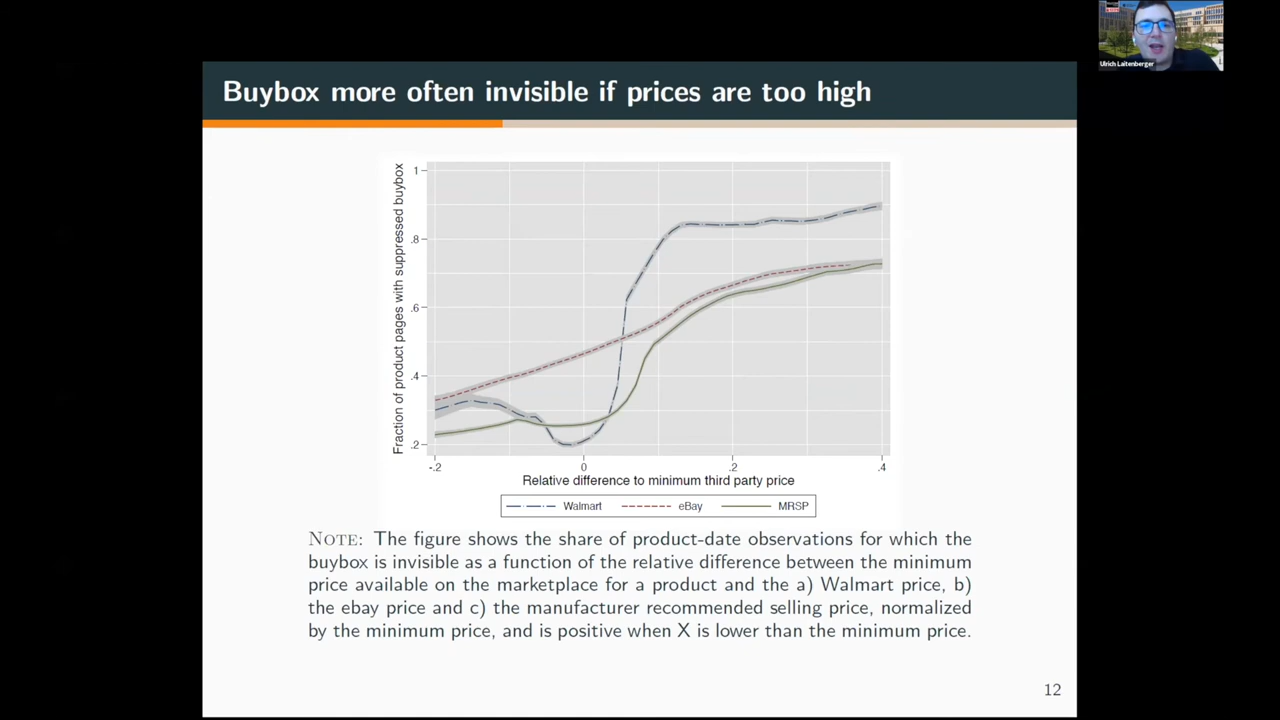 Ulrich Laitenberger
Buybox more often invisible if prices are too high
Fraction of product pages with suppressed buybox
1
.8
.6
.4
.2
-.2
0
.2
.4
Relative difference to minimum third party price
Walmart
eBay
MRSP
NOTE: The figure shows the share of product-date observations for which the
buybox is invisible as a function of the relative difference between the minimum
price available on the marketplace for a product and the a) Walmart price, b)
the ebay price and c) the manufacturer recommended selling price, normalized
by the minimum price, and is positive when X is lower than the minimum price.
12